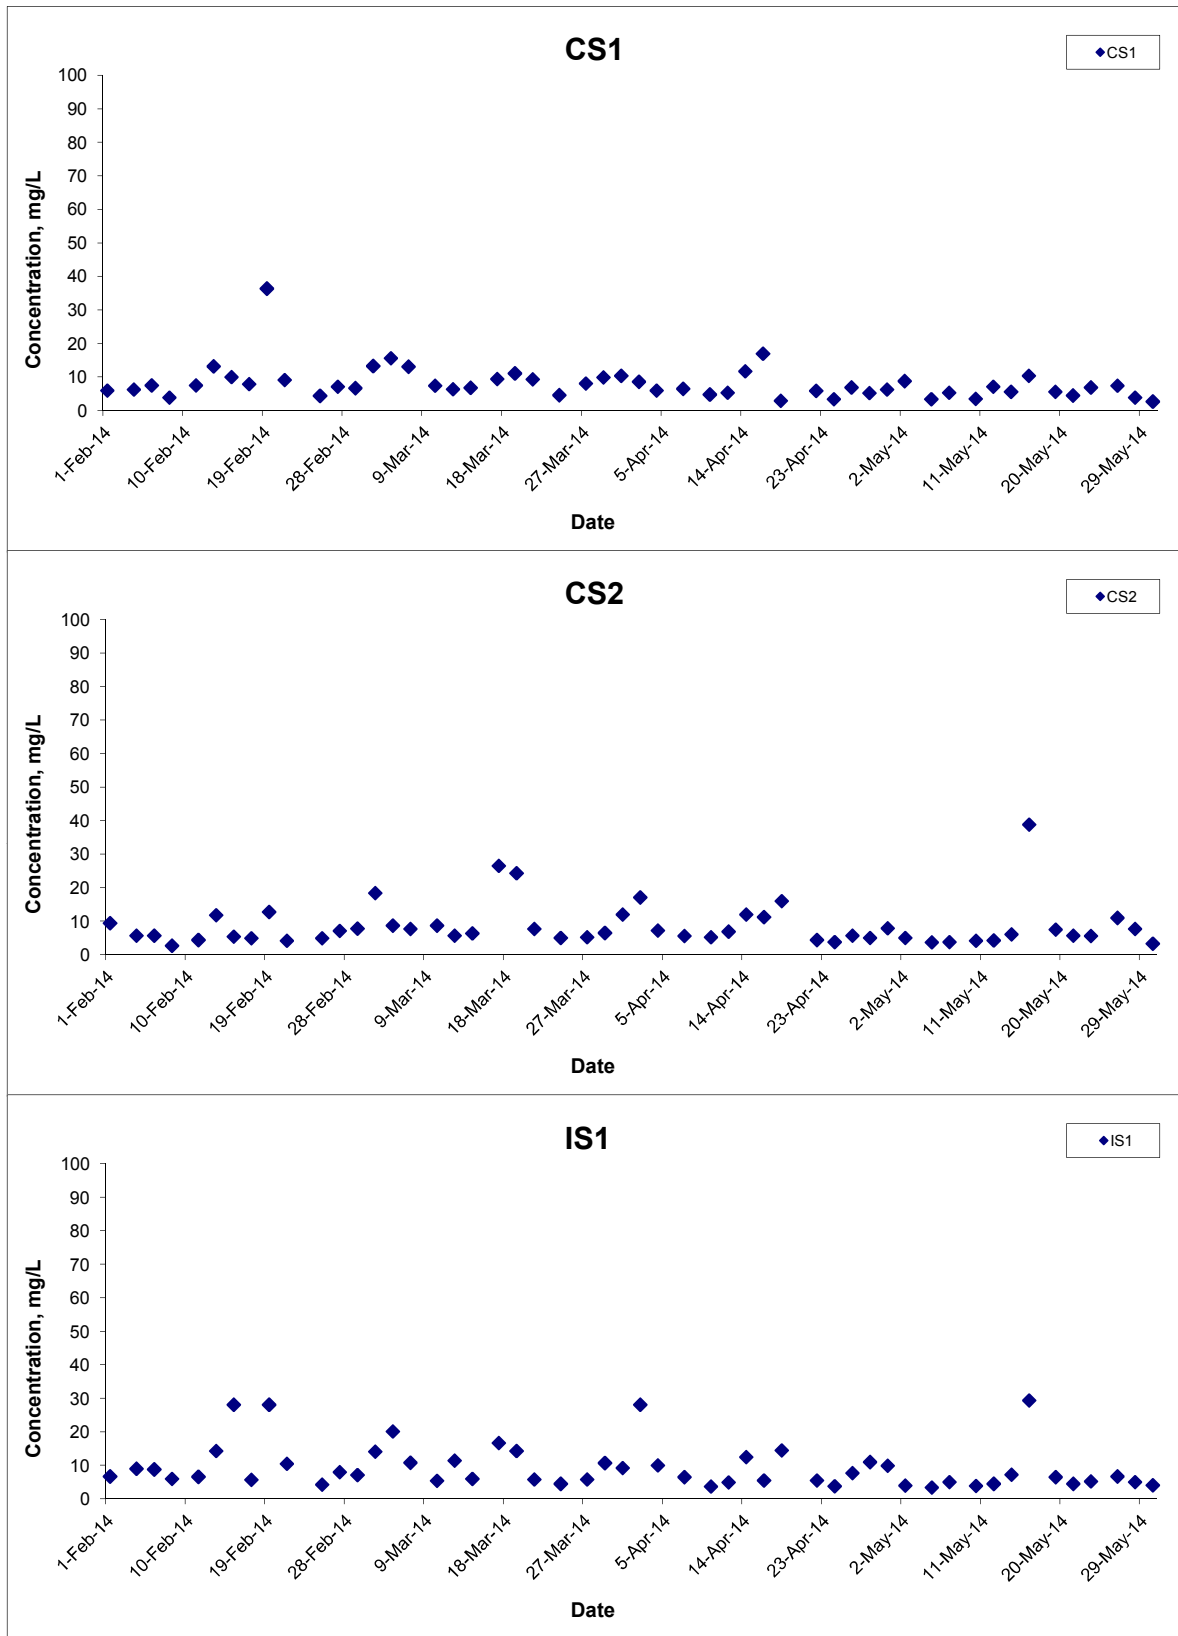 CS1
CS1
100
90
80
70
60
50
40
30
20
10
0
Concentration, mg/L
1-Feb-14
10-Feb-14
19-Feb-14
28-Feb-14
9-Mar-14
18-Mar-14
27-Mar-14
5-Apr-14
14-Apr-14
23-Apr-14
2-May-14
11-May-14
20-May-14
29-May-14
Date
CS2
CS2
100
90
80
70
60
50
40
30
20
10
0
Concentration, mg/L
1-Feb-14
10-Feb-14
19-Feb-14
28-Feb-14
9-Mar-14
18-Mar-14
27-Mar-14
5-Apr-14
14-Apr-14
23-Apr-14
2-May-14
11-May-14
20-May-14
29-May-14
Date
IS1
IS1
100
90
80
70
60
50
40
30
20
10
0
Concentration, mg/L
1-Feb-14
10-Feb-14
19-Feb-14
28-Feb-14
9-Mar-14
18-Mar-14
27-Mar-14
5-Apr-14
14-Apr-14
23-Apr-14
2-May-14
11-May-14
20-May-14
29-May-14
Date